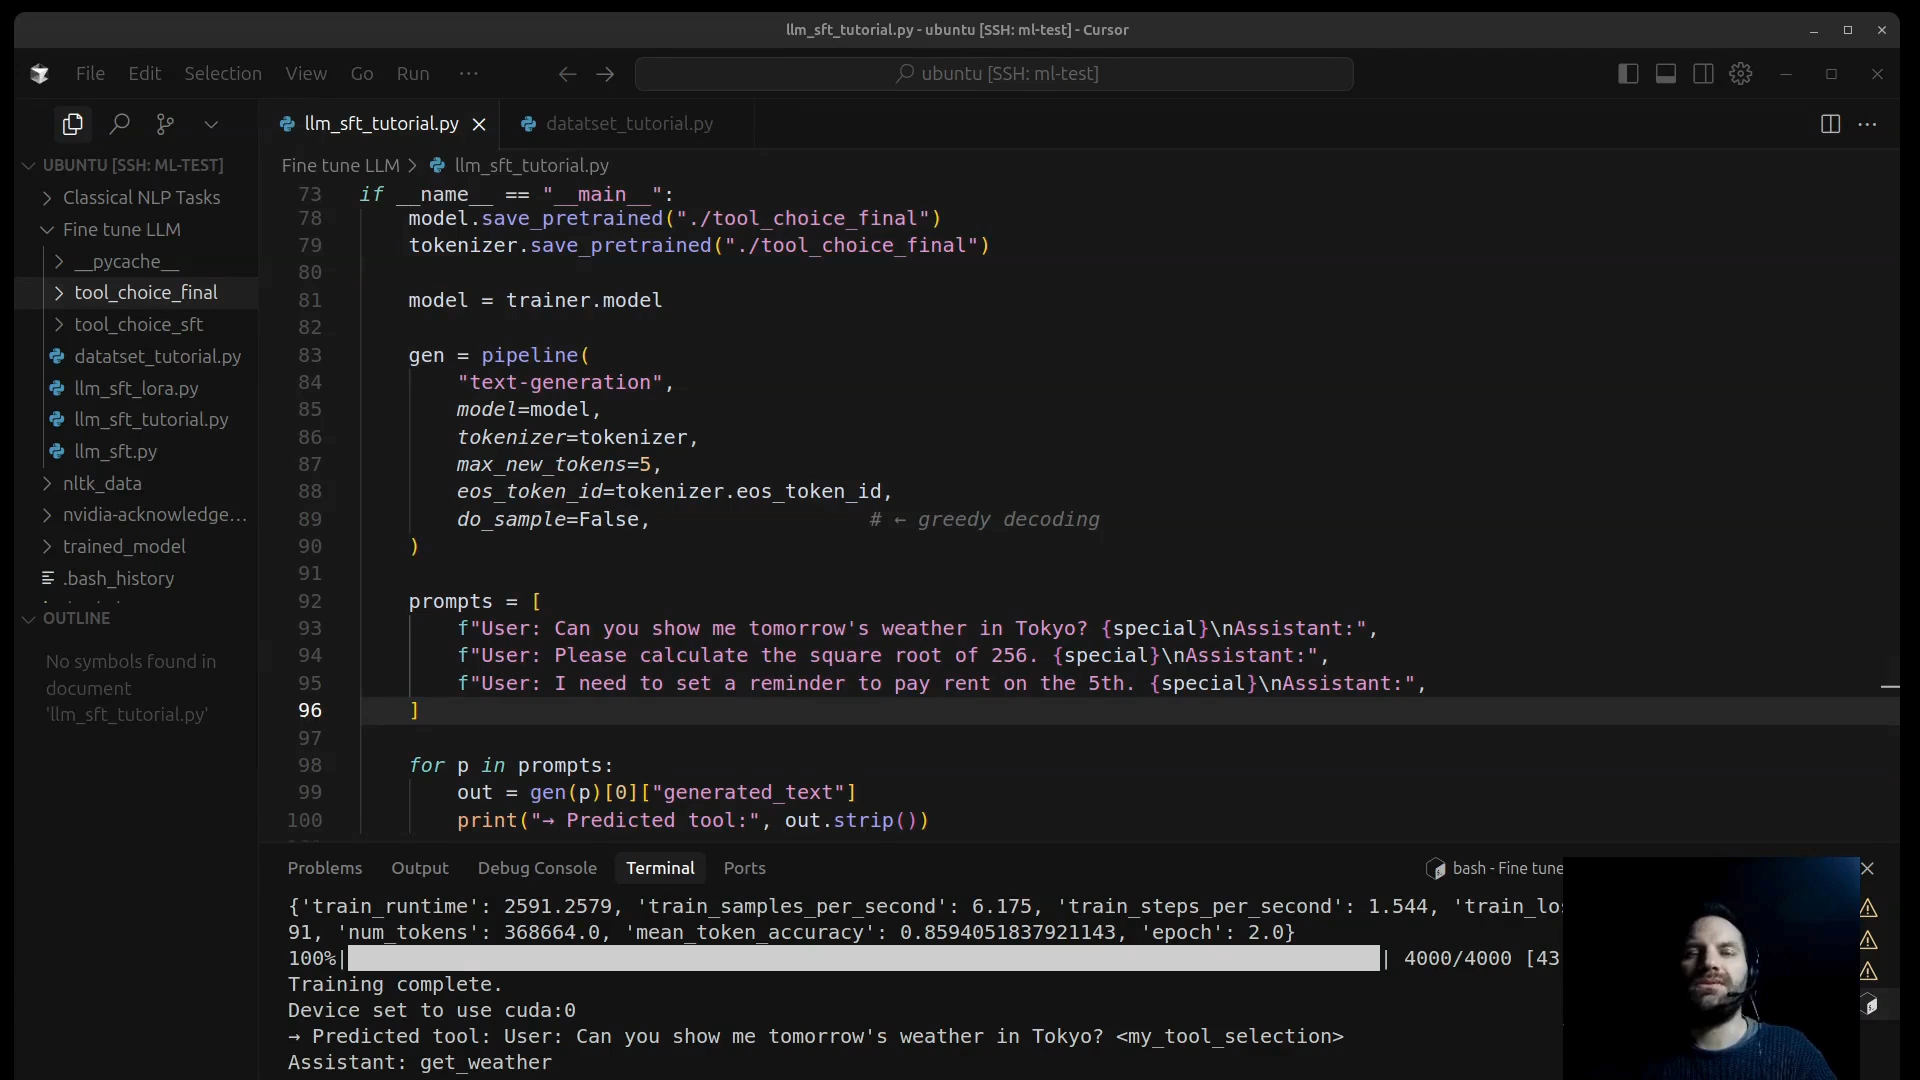 llm_sft_tutorial.py - ubuntu [SSH: ml-test] - Cursor
File Edit Selection View Go Run ··· ubuntu [SSH: ml-test]
llm_sft_tutorial.py datatset_tutorial.py
UBUNTU [SSH: ML-TEST]
Classical NLP Tasks
Fine tune LLM
__pycache__
tool_choice_final
tool_choice_sft
datatset_tutorial.py
llm_sft_lora.py
llm_sft_tutorial.py
llm_sft.py
nltk_data
nvidia-acknowledge...
trained_model
.bash_history
OUTLINE
No symbols found in
document
'llm_sft_tutorial.py'
Fine tune LLM > llm_sft_tutorial.py
73 if __name__ == "__main__":
78 model.save_pretrained("./tool_choice_final")
79 tokenizer.save_pretrained("./tool_choice_final")
80
81 model = trainer.model
82
83 gen = pipeline(
84 "text-generation",
85 model=model,
86 tokenizer=tokenizer,
87 max_new_tokens=5,
88 eos_token_id=tokenizer.eos_token_id,
89 do_sample=False, # ← greedy decoding
90 )
91
92 prompts = [
93 f"User: Can you show me tomorrow's weather in Tokyo? {special}\nAssistant:",
94 f"User: Please calculate the square root of 256. {special}\nAssistant:",
95 f"User: I need to set a reminder to pay rent on the 5th. {special}\nAssistant:",
96 ]
97
98 for p in prompts:
99 out = gen(p)[0]["generated_text"]
100 print("→ Predicted tool:", out.strip())
Problems Output Debug Console Terminal Ports bash - Fine tune
{'train_runtime': 2591.2579, 'train_samples_per_second': 6.175, 'train_steps_per_second': 1.544, 'train_los
91, 'num_tokens': 368664.0, 'mean_token_accuracy': 0.8594051837921143, 'epoch': 2.0}
100%| | 4000/4000 [43
Training complete.
Device set to use cuda:0
→ Predicted tool: User: Can you show me tomorrow's weather in Tokyo? <my_tool_selection>
Assistant: get_weather